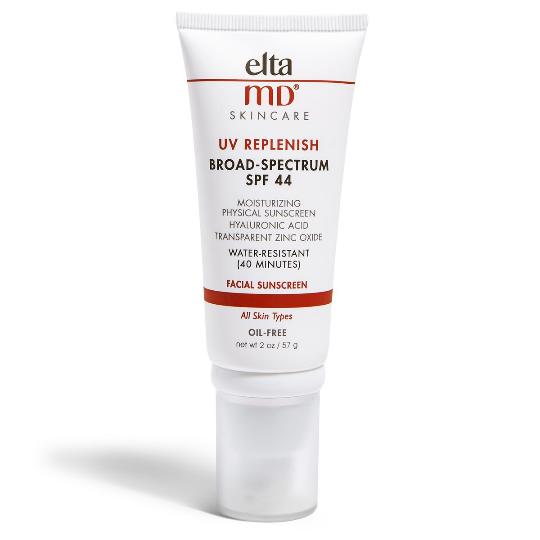 elta
MD®
SKINCARE
UV REPLENISH
BROAD-SPECTRUM
SPF 44
MOISTURIZING
PHYSICAL SUNSCREEN
HYALURONIC ACID
TRANSPARENT ZINC OXIDE
WATER-RESISTANT
(40 MINUTES)
FACIAL SUNSCREEN
All Skin Types
OIL-FREE
net wt 2 oz / 57 g